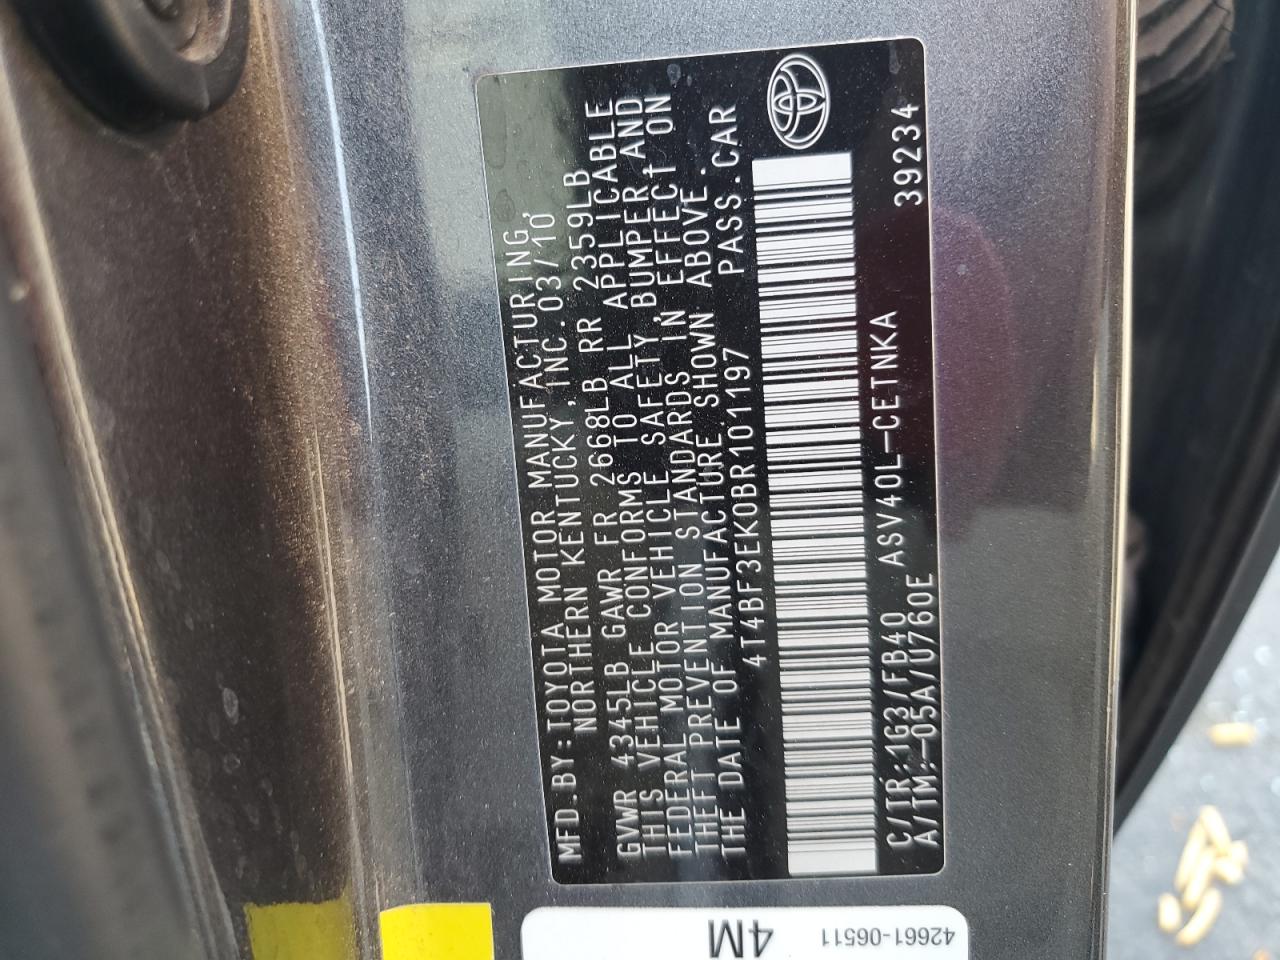 MFD.BY:TOYOTA MOTOR MANUFACTURING,
NORTHERN KENTUCKY,INC.03/10
GVWR 4345LB GAWR FR 2668LB RR 2359LB
THIS VEHICLE CONFORMS TO ALL APPLICABLE
FEDERAL MOTOR VEHICLE SAFETY,BUMPER,AND
THEFT PREVENTION STANDARDS IN EFFECT ON
THE DATE OF MANUFACTURE SHOWN ABOVE.
4T4BF3EK0BR101197 PASS.CAR
C/TR:1G3/FB40 ASV40L-CETNKA 39234
A/TM:-05A/U760E
4M
42661-06511